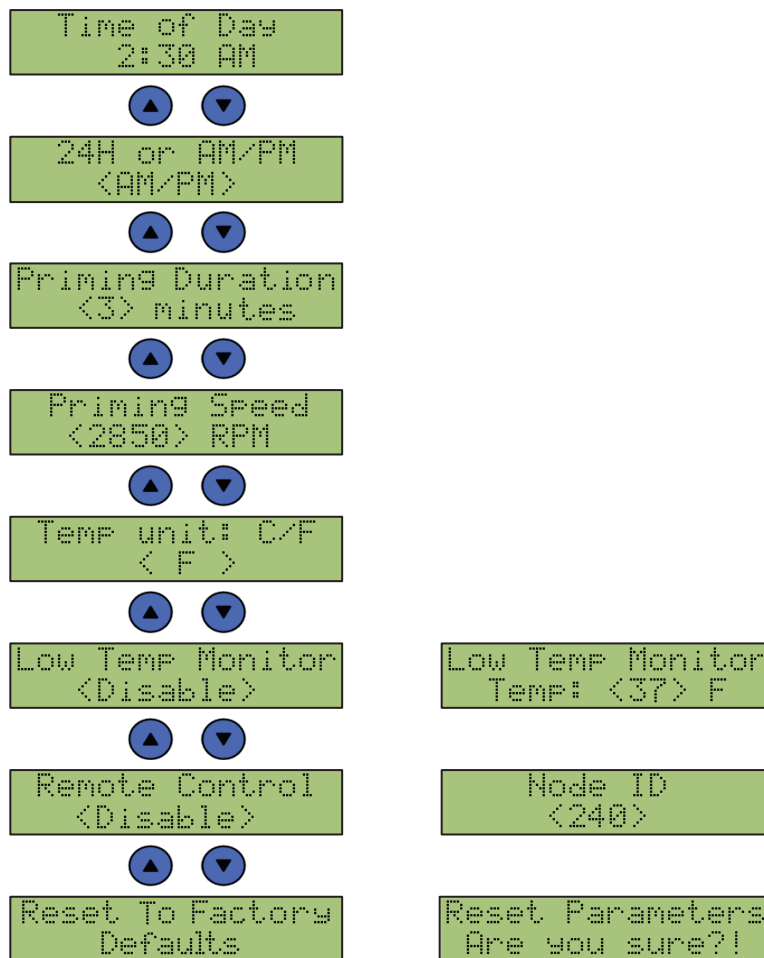 Time of Day
2:30 AM
24H or AM/PM
<AM/PM>
Priming Duration
<3> minutes
Priming Speed
<2850> RPM
Temp unit: C/F
< F >
Low Temp Monitor
<Disable>
Low Temp Monitor
Temp: <37> F
Remote Control
<Disable>
Node ID
<240>
Reset To Factory
Defaults
Reset Parameters
Are you sure?!